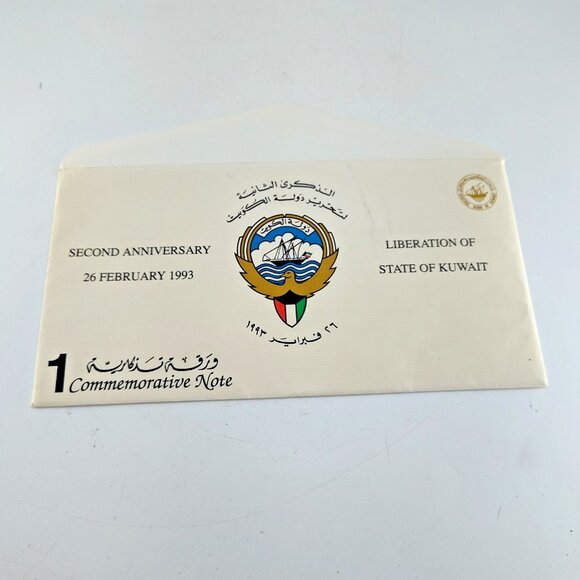 الذكرى الثانية
لتحرير دولة الكويت
دولة الكويت
SECOND ANNIVERSARY
26 FEBRUARY 1993
LIBERATION OF
STATE OF KUWAIT
٢٦ فبراير ١٩٩٣
1 ورقة تذكارية
Commemorative Note